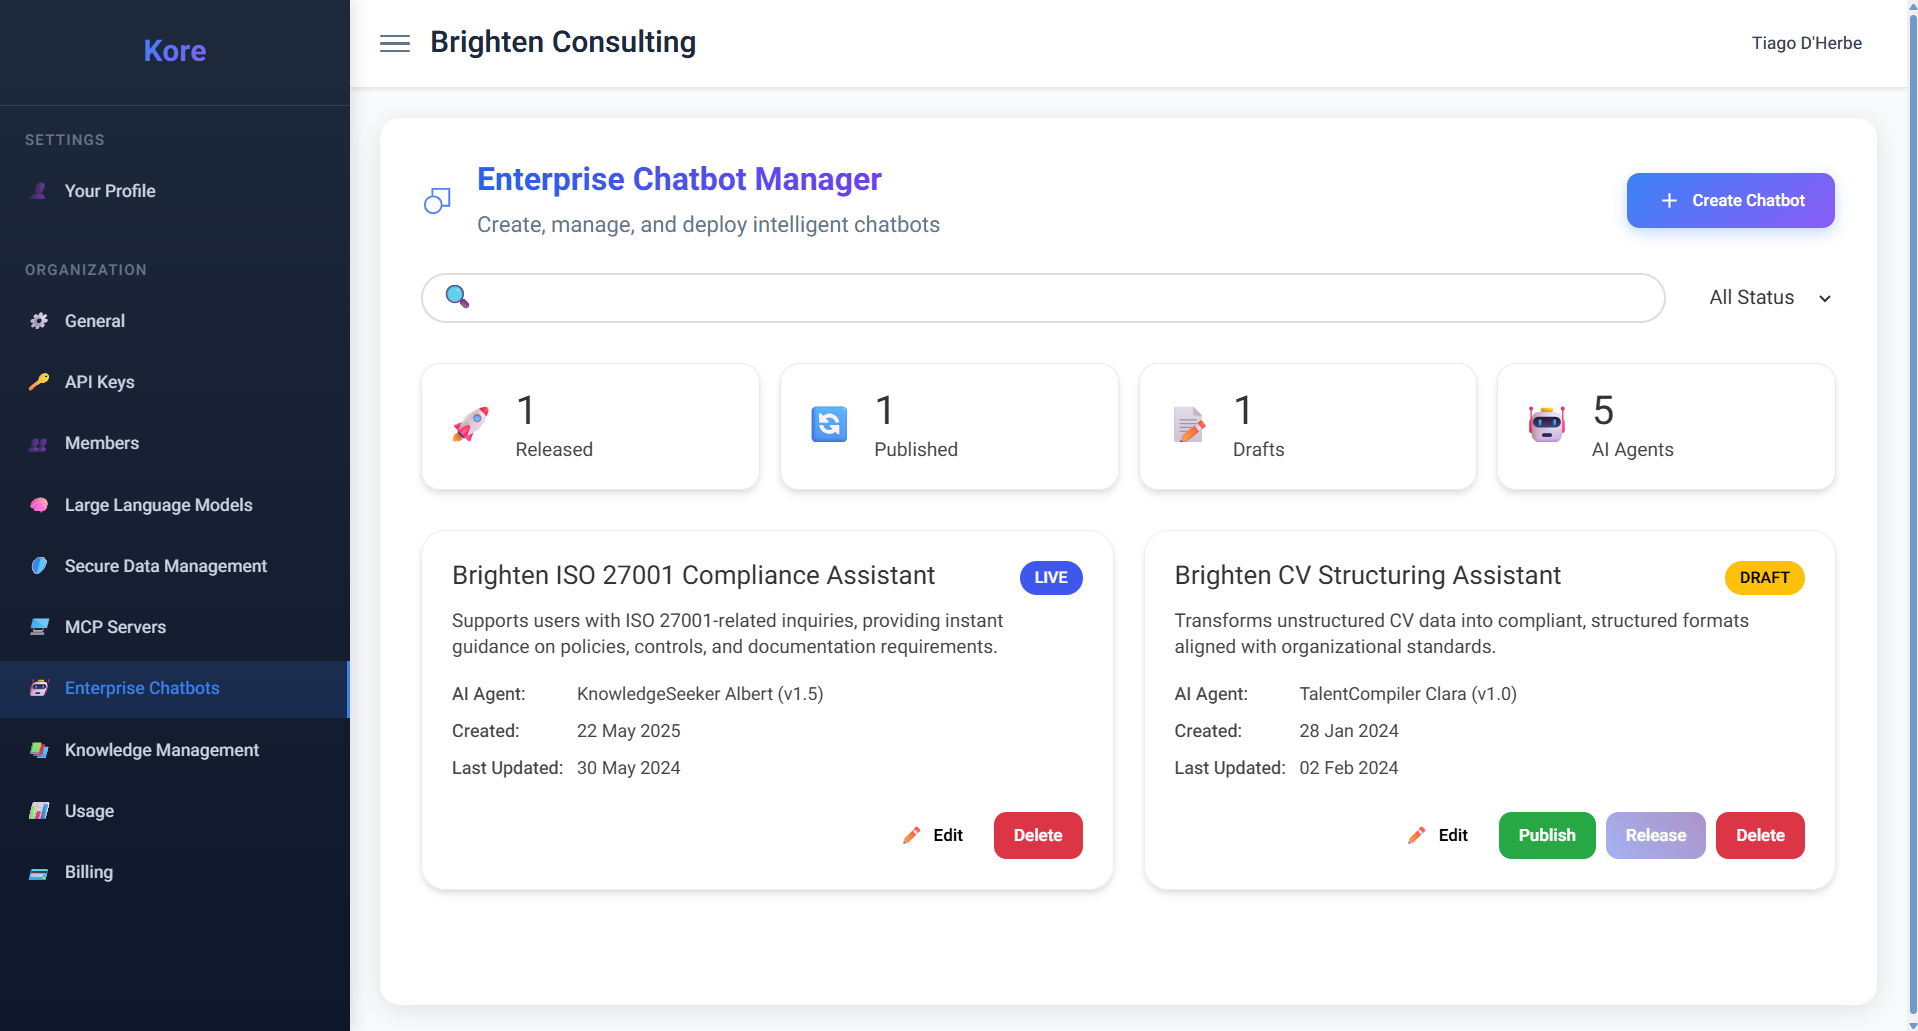 Kore
SETTINGS
Your Profile
ORGANIZATION
General
API Keys
Members
Large Language Models
Secure Data Management
MCP Servers
Enterprise Chatbots
Knowledge Management
Usage
Billing
Brighten Consulting
Tiago D'Herbe
Enterprise Chatbot Manager
Create, manage, and deploy intelligent chatbots
+ Create Chatbot
All Status
1
Released
1
Published
1
Drafts
5
AI Agents
Brighten ISO 27001 Compliance Assistant
LIVE
Supports users with ISO 27001-related inquiries, providing instant
guidance on policies, controls, and documentation requirements.
AI Agent: KnowledgeSeeker Albert (v1.5)
Created: 22 May 2025
Last Updated: 30 May 2024
Edit
Delete
Brighten CV Structuring Assistant
DRAFT
Transforms unstructured CV data into compliant, structured formats
aligned with organizational standards.
AI Agent: TalentCompiler Clara (v1.0)
Created: 28 Jan 2024
Last Updated: 02 Feb 2024
Edit
Publish
Release
Delete